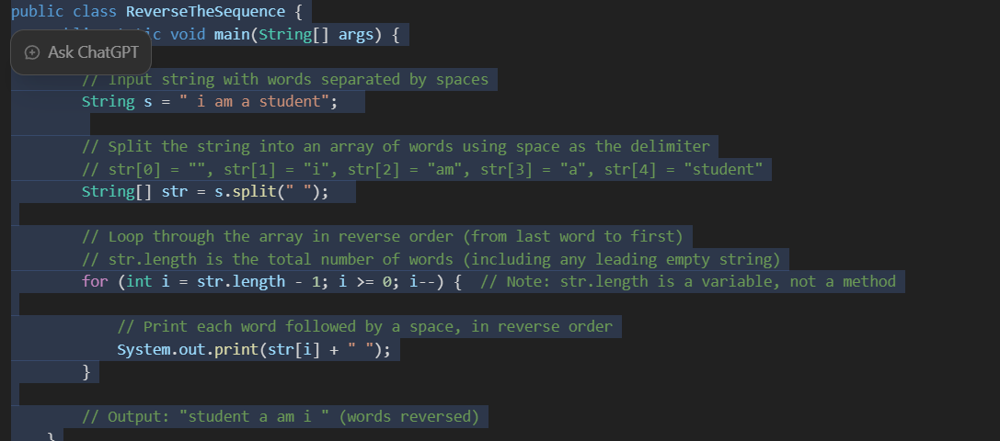 public class ReverseTheSequence {
ic void main(String[] args) {
Ask ChatGPT
// Input string with words separated by spaces
String s = " i am a student";
// Split the string into an array of words using space as the delimiter
// str[0] = "", str[1] = "i", str[2] = "am", str[3] = "a", str[4] = "student"
String[] str = s.split(" ");
// Loop through the array in reverse order (from last word to first)
// str.length is the total number of words (including any leading empty string)
for (int i = str.length - 1; i >= 0; i--) {  // Note: str.length is a variable, not a method
// Print each word followed by a space, in reverse order
System.out.print(str[i] + " ");
}
// Output: "student a am i " (words reversed)
}